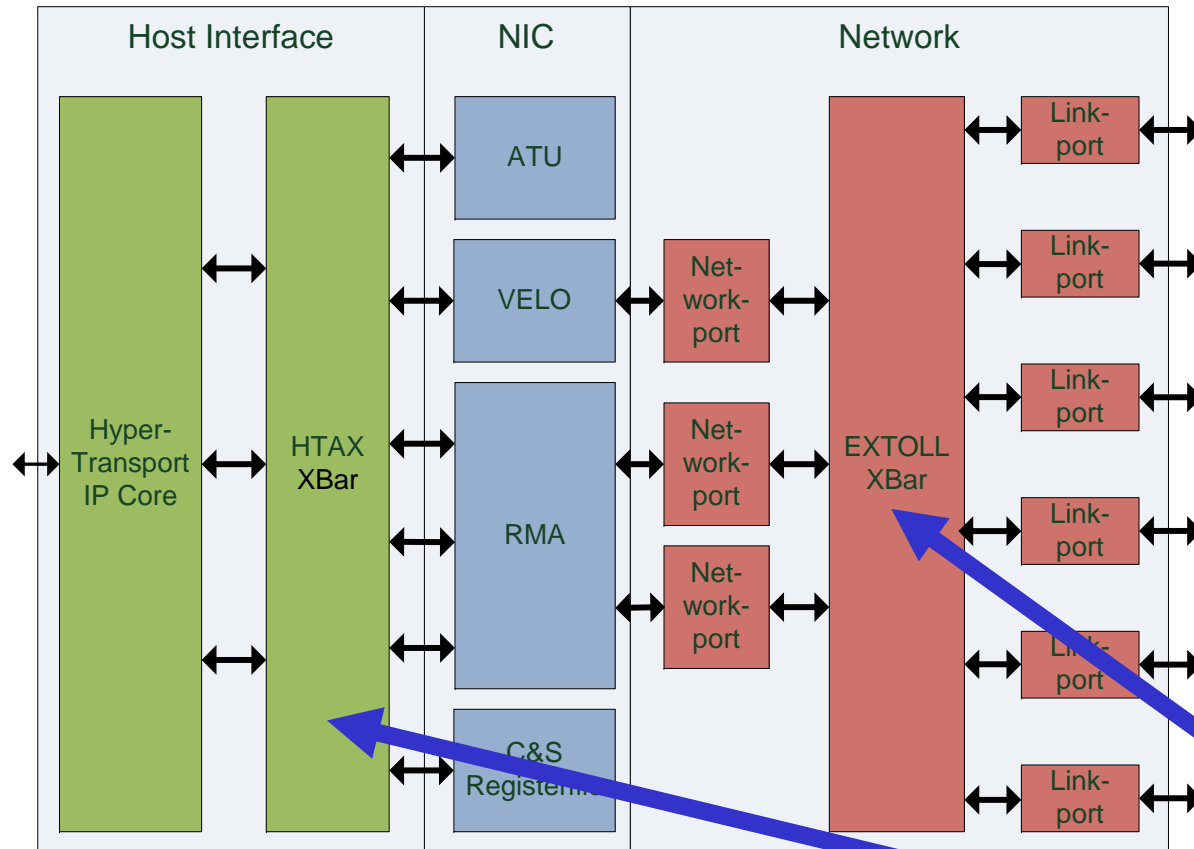 Host Interface
NIC
Network
Hyper-
Transport
IP Core
HTAX
XBar
ATU
VELO
RMA
C&S
Net-
work-
port
Net-
work-
port
Net-
work-
port
EXTOLL
XBar
Link-
port
Link-
port
Link-
port
Link-
port
Link-
port
Link-
port